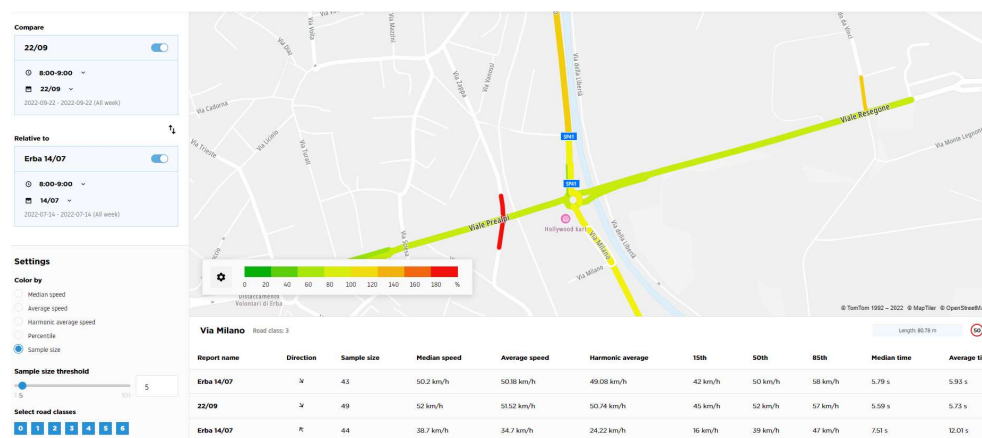 Compare
22/09
8:00-9:00
22/09
2022-09-22 - 2022-09-22 (All week)
Relative to
Erba 14/07
8:00-9:00
14/07
2022-07-14 - 2022-07-14 (All week)
Settings
Color by
Median speed
Average speed
Harmonic average speed
Percentile
Sample size
Sample size threshold
5
5
101
Select road classes
0 1 2 3 4 5 6
Via Volta
Via Mazzini
Via Diaz
Via Zappa
Via Vanossi
Via della Libertà
Via Cadorna
Via Trieste
Via Licinio
Via Turati
SP41
SP41
Viale Resegone
Via Monte Legnone
Viale Prealpi
Hollywood kart
Via della Libertà
Via Milano
Via Milano
Distaccamento
Volontari di Erba
0 20 40 60 80 100 120 140 160 180 %
© TomTom 1992 – 2022 © MapTiler © OpenStreetM
Via Milano Road class: 3 Length: 80.78 m 50
Report name Direction Sample size Median speed Average speed Harmonic average 15th 50th 85th Median time Average ti
Erba 14/07 43 50.2 km/h 50.18 km/h 49.08 km/h 42 km/h 50 km/h 58 km/h 5.79 s 5.93 s
22/09 49 52 km/h 51.52 km/h 50.74 km/h 45 km/h 52 km/h 57 km/h 5.59 s 5.73 s
Erba 14/07 44 38.7 km/h 34.7 km/h 24.22 km/h 16 km/h 39 km/h 47 km/h 7.51 s 12.01 s